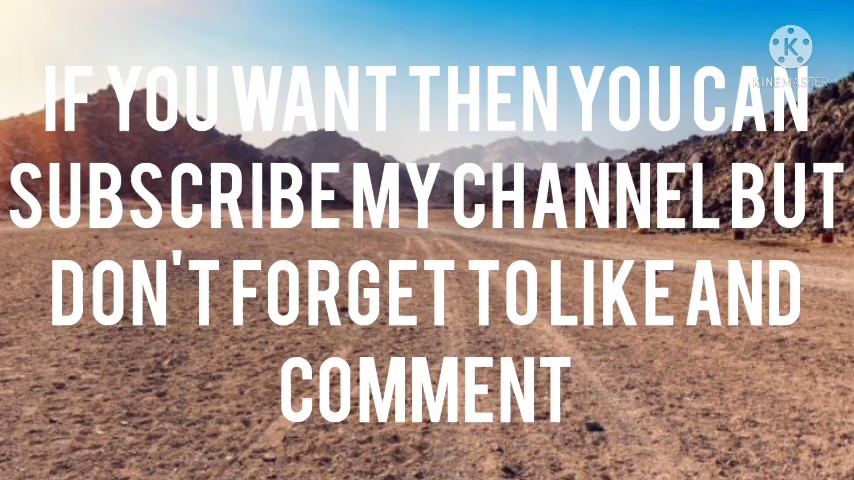 K
KINEMASTER
IF YOU WANT THEN YOU CAN
SUBSCRIBE MY CHANNEL BUT
DON'T FORGET TO LIKE AND
COMMENT